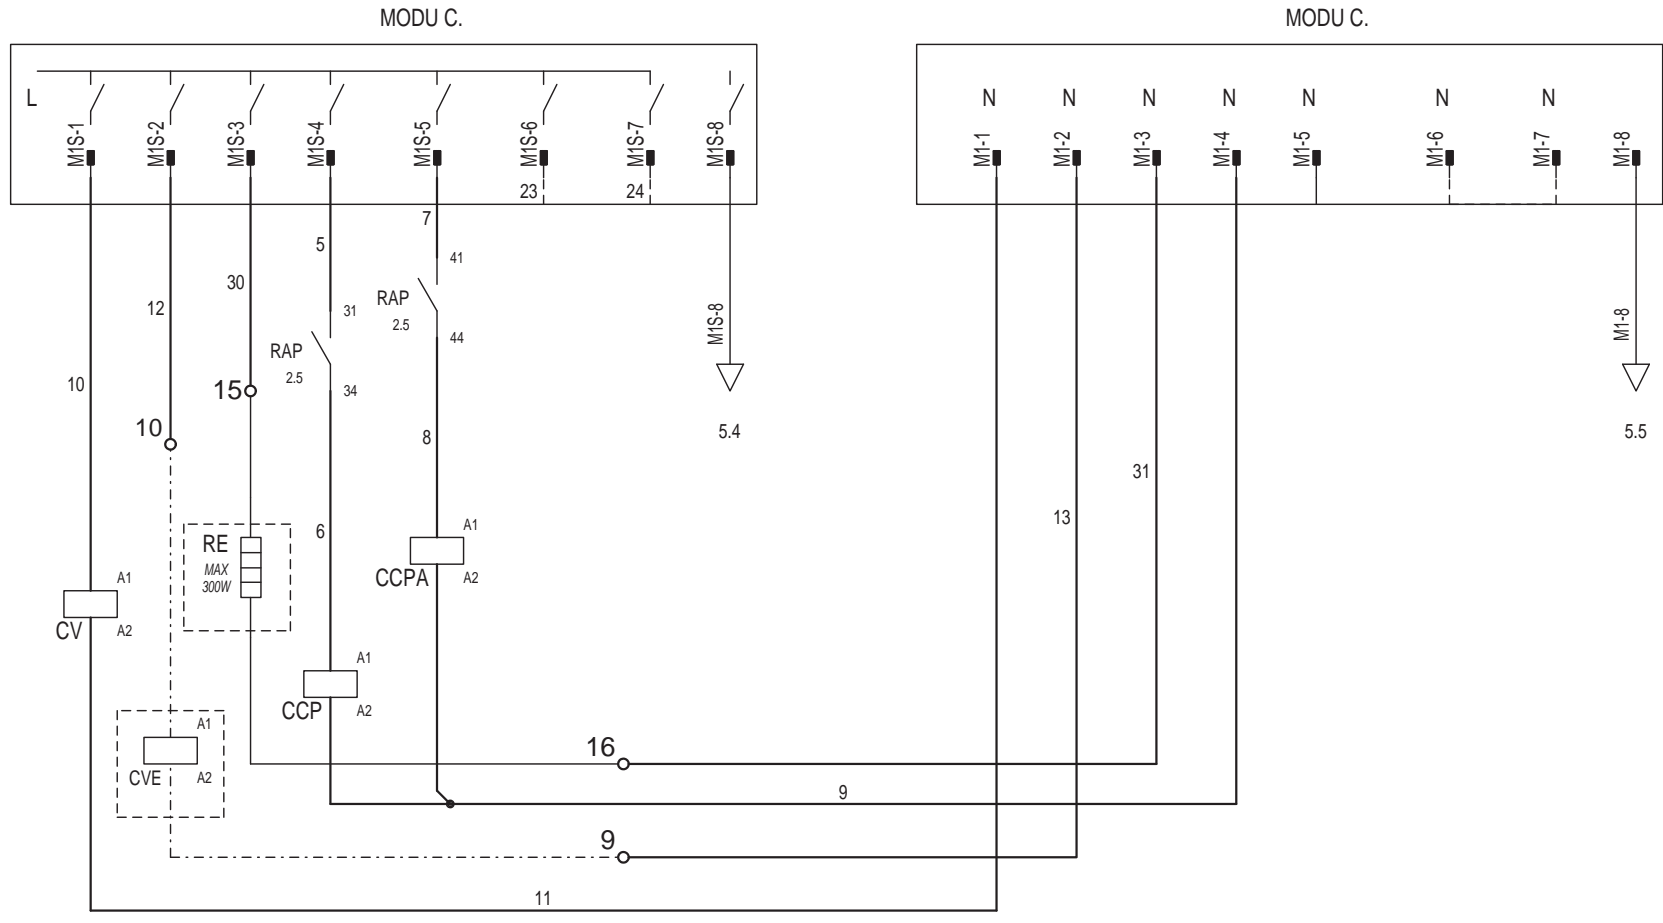 MODU C.
MODU C.
L
N
N
N
N
N
N
N
M1S-1
M1S-2
M1S-3
M1S-4
M1S-5
M1S-6
M1S-7
M1S-8
M1-1
M1-2
M1-3
M1-4
M1-5
M1-6
M1-7
M1-8
23
24
7
5
41
30
31
RAP
2.5
12
44
RAP
2.5
M1S-8
M1-8
10
15
34
10
8
5.4
5.5
31
13
6
A1
RE
MAX
300W
CCPA
A2
A1
CV
A2
A1
CCP
A2
A1
CVE
A2
16
9
9
11